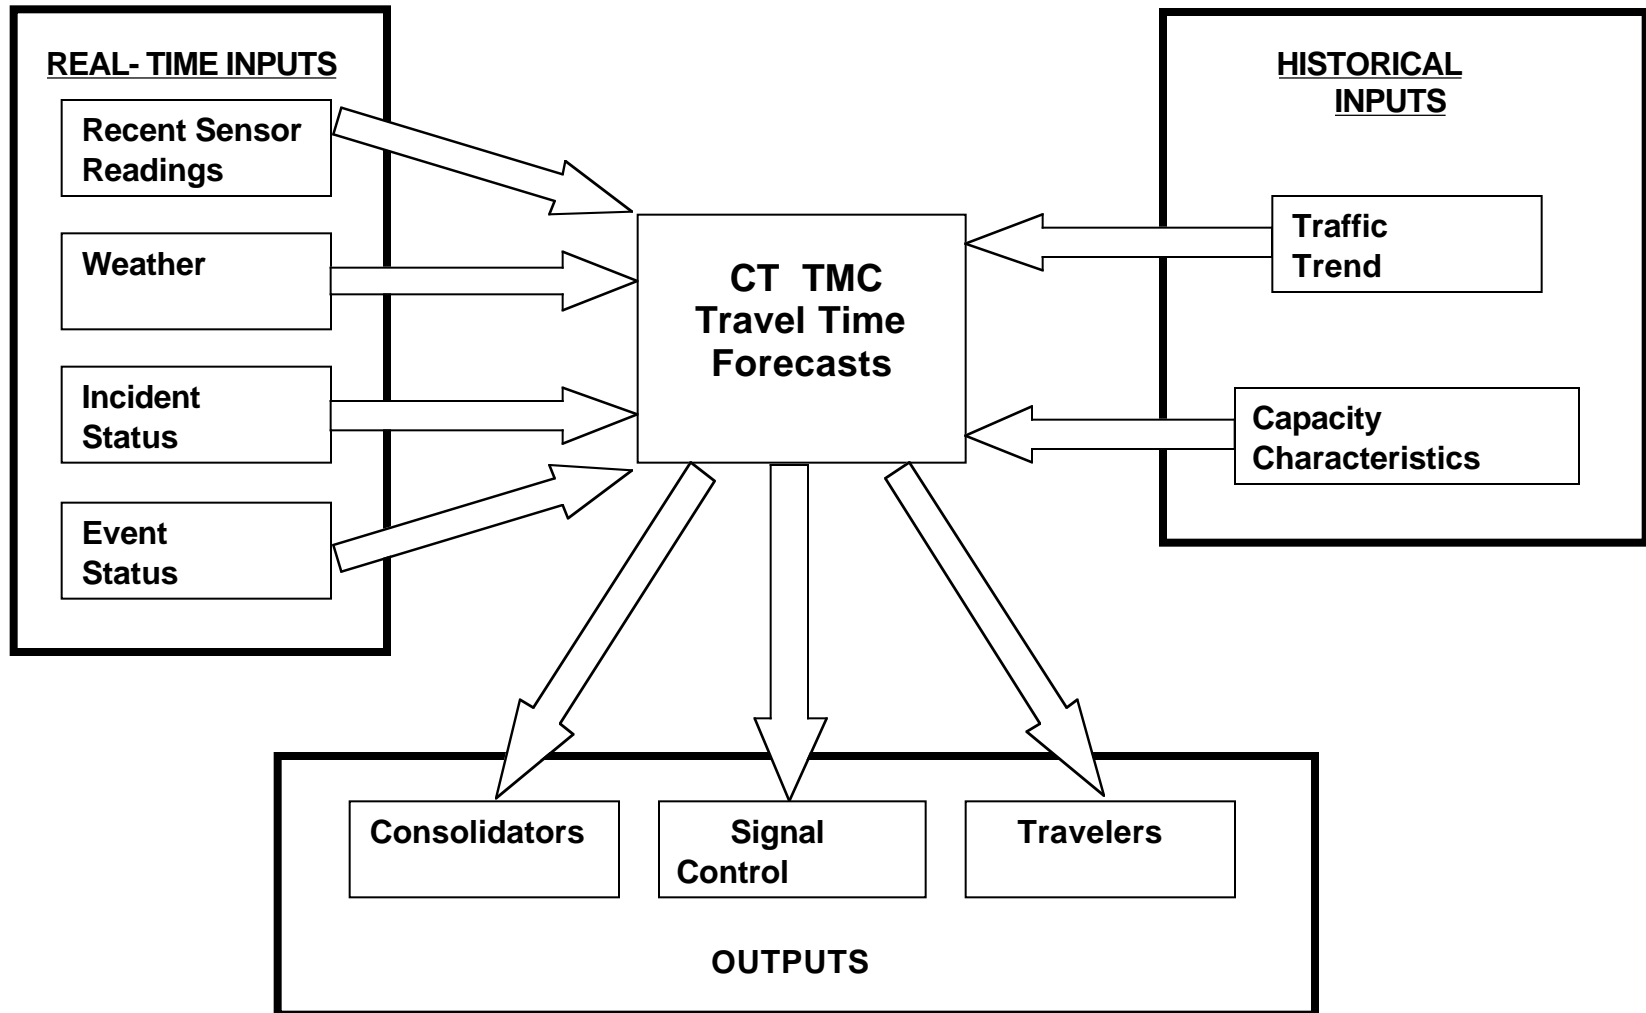 REAL- TIME INPUTS
Recent Sensor
Readings
Weather
Incident
Status
Event
Status
CT TMC
Travel Time
Forecasts
HISTORICAL
INPUTS
Traffic
Trend
Capacity
Characteristics
Consolidators
Signal
Control
Travelers
OUTPUTS